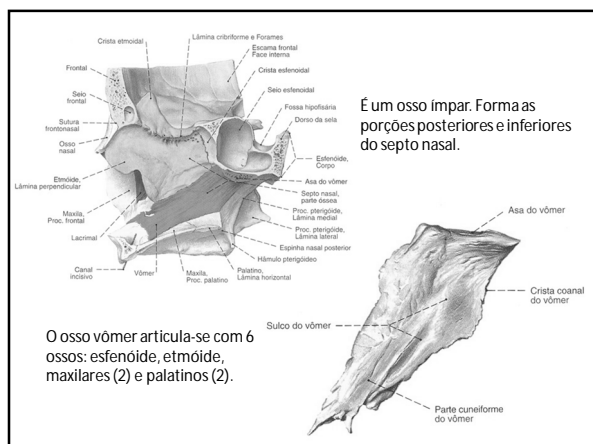 Crista etmoidal
Lâmina cribriforme e Forames
Escama frontal
Face interna
Frontal
Crista esfenoidal
Seio esfenoidal
Seio
frontal
Fossa hipofisária
Dorso da sela
Sutura
frontonasal
Osso
nasal
Esfenóide,
Corpo
Etmóide,
Lâmina perpendicular
Asa do vômer
Septo nasal,
parte óssea
Maxila,
Proc. frontal
Proc. pterigóide,
Lâmina medial
Proc. pterigóide,
Lâmina lateral
Lacrimal
Espinha nasal posterior
Hâmulo pterigóideo
Canal
incisivo
Vômer
Maxila,
Proc. palatino
Palatino,
Lâmina horizontal
É um osso ímpar. Forma as
porções posteriores e inferiores
do septo nasal.
Asa do vômer
Crista coanal
do vômer
Sulco do vômer
Parte cuneiforme
do vômer
O osso vômer articula-se com 6
ossos: esfenóide, etmóide,
maxilares (2) e palatinos (2).